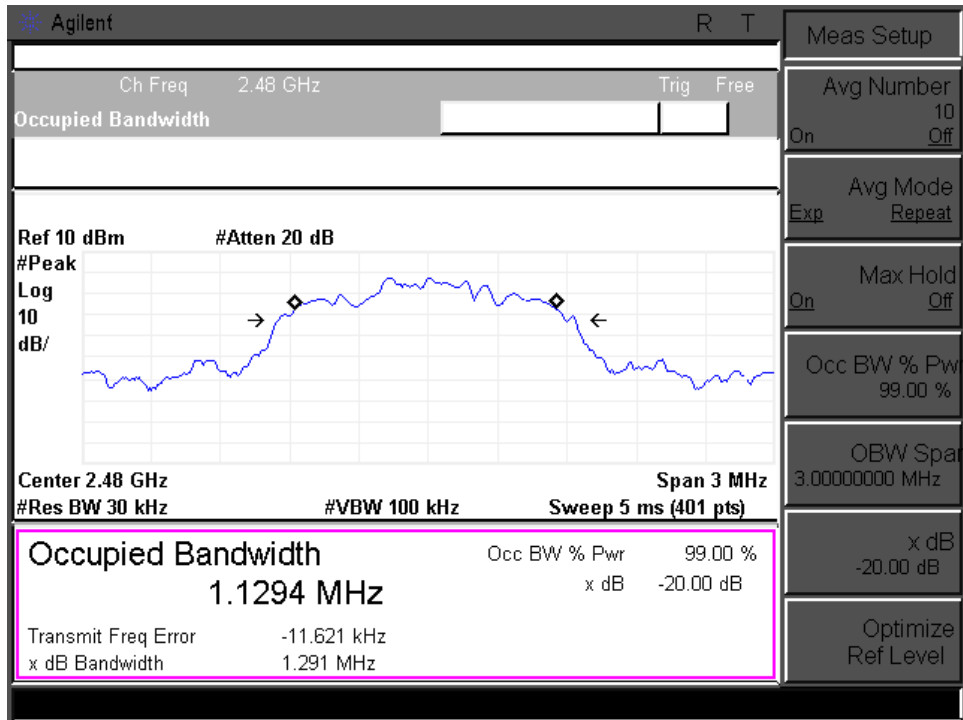 Agilent R T
Ch Freq 2.48 GHz Trig Free
Occupied Bandwidth
Ref 10 dBm #Atten 20 dB
#Peak
Log
10
dB/
Center 2.48 GHz Span 3 MHz
#Res BW 30 kHz #VBW 100 kHz Sweep 5 ms (401 pts)
Occupied Bandwidth Occ BW % Pwr 99.00 %
1.1294 MHz x dB -20.00 dB
Transmit Freq Error -11.621 kHz
x dB Bandwidth 1.291 MHz
Meas Setup
Avg Number
10
On Off
Avg Mode
Exp Repeat
Max Hold
On Off
Occ BW % Pw
99.00 %
OBW Spa
3.00000000 MHz
x dB
-20.00 dB
Optimize
Ref Level